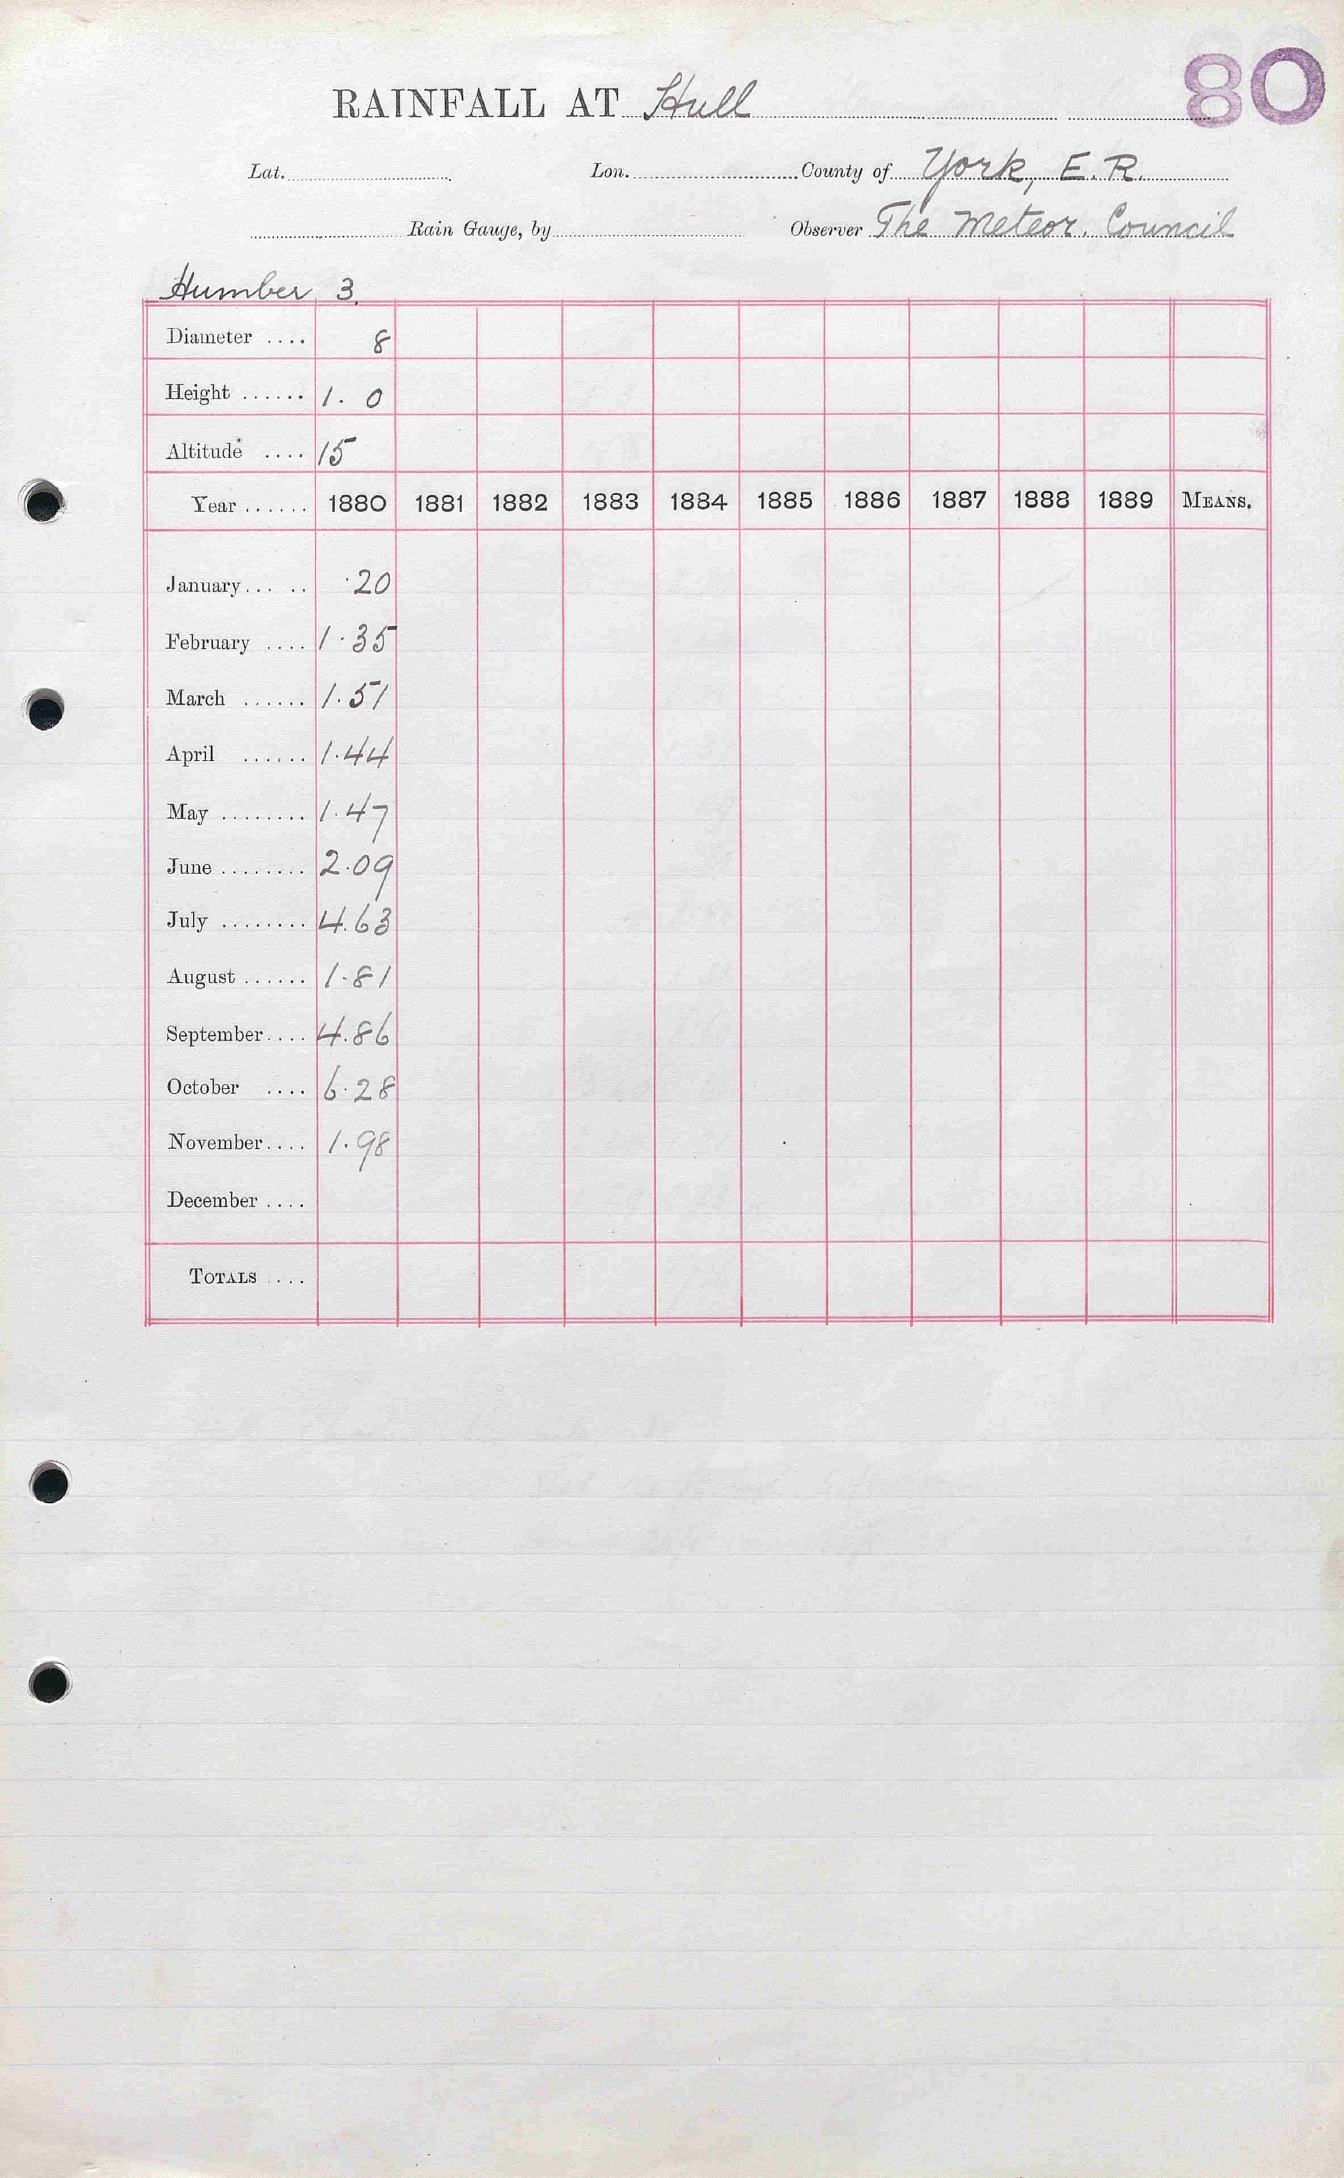 80
RAINFALL AT Hull
Lat. Lon. County of York, E.R.
Rain Gauge, by Observer The Meteor. Council
Humber 3.
Diameter .... 8
Height ...... 1. 0
Altitude .... 15
Year ...... 1880 1881 1882 1883 1884 1885 1886 1887 1888 1889 MEANS.
January... .. ·20
February .... 1·35
March ...... 1·51
April ...... 1·44
May ........ 1·47
June ........ 2·09
July ........ 4.63
August ...... 1·81
September.... 4.86
October .... 6·28
November.... 1·98
December ....
TOTALS ....